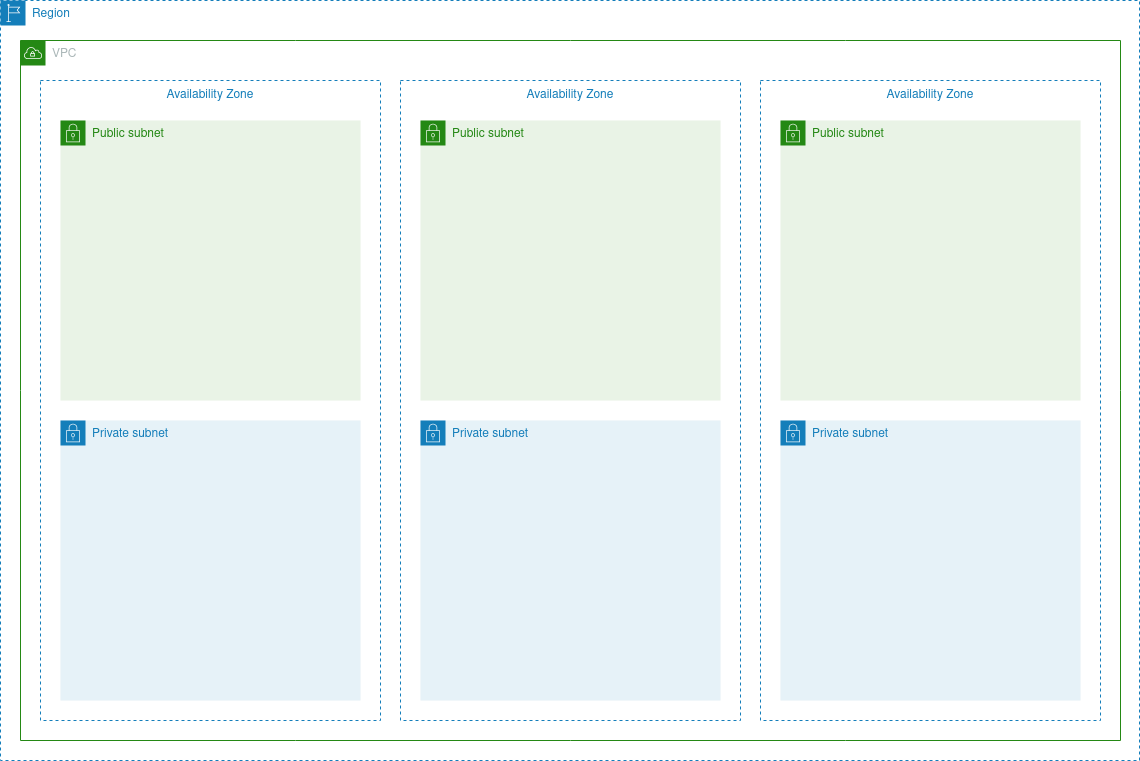 Region
VPC
Availability Zone
Availability Zone
Availability Zone
Public subnet
Public subnet
Public subnet
Private subnet
Private subnet
Private subnet